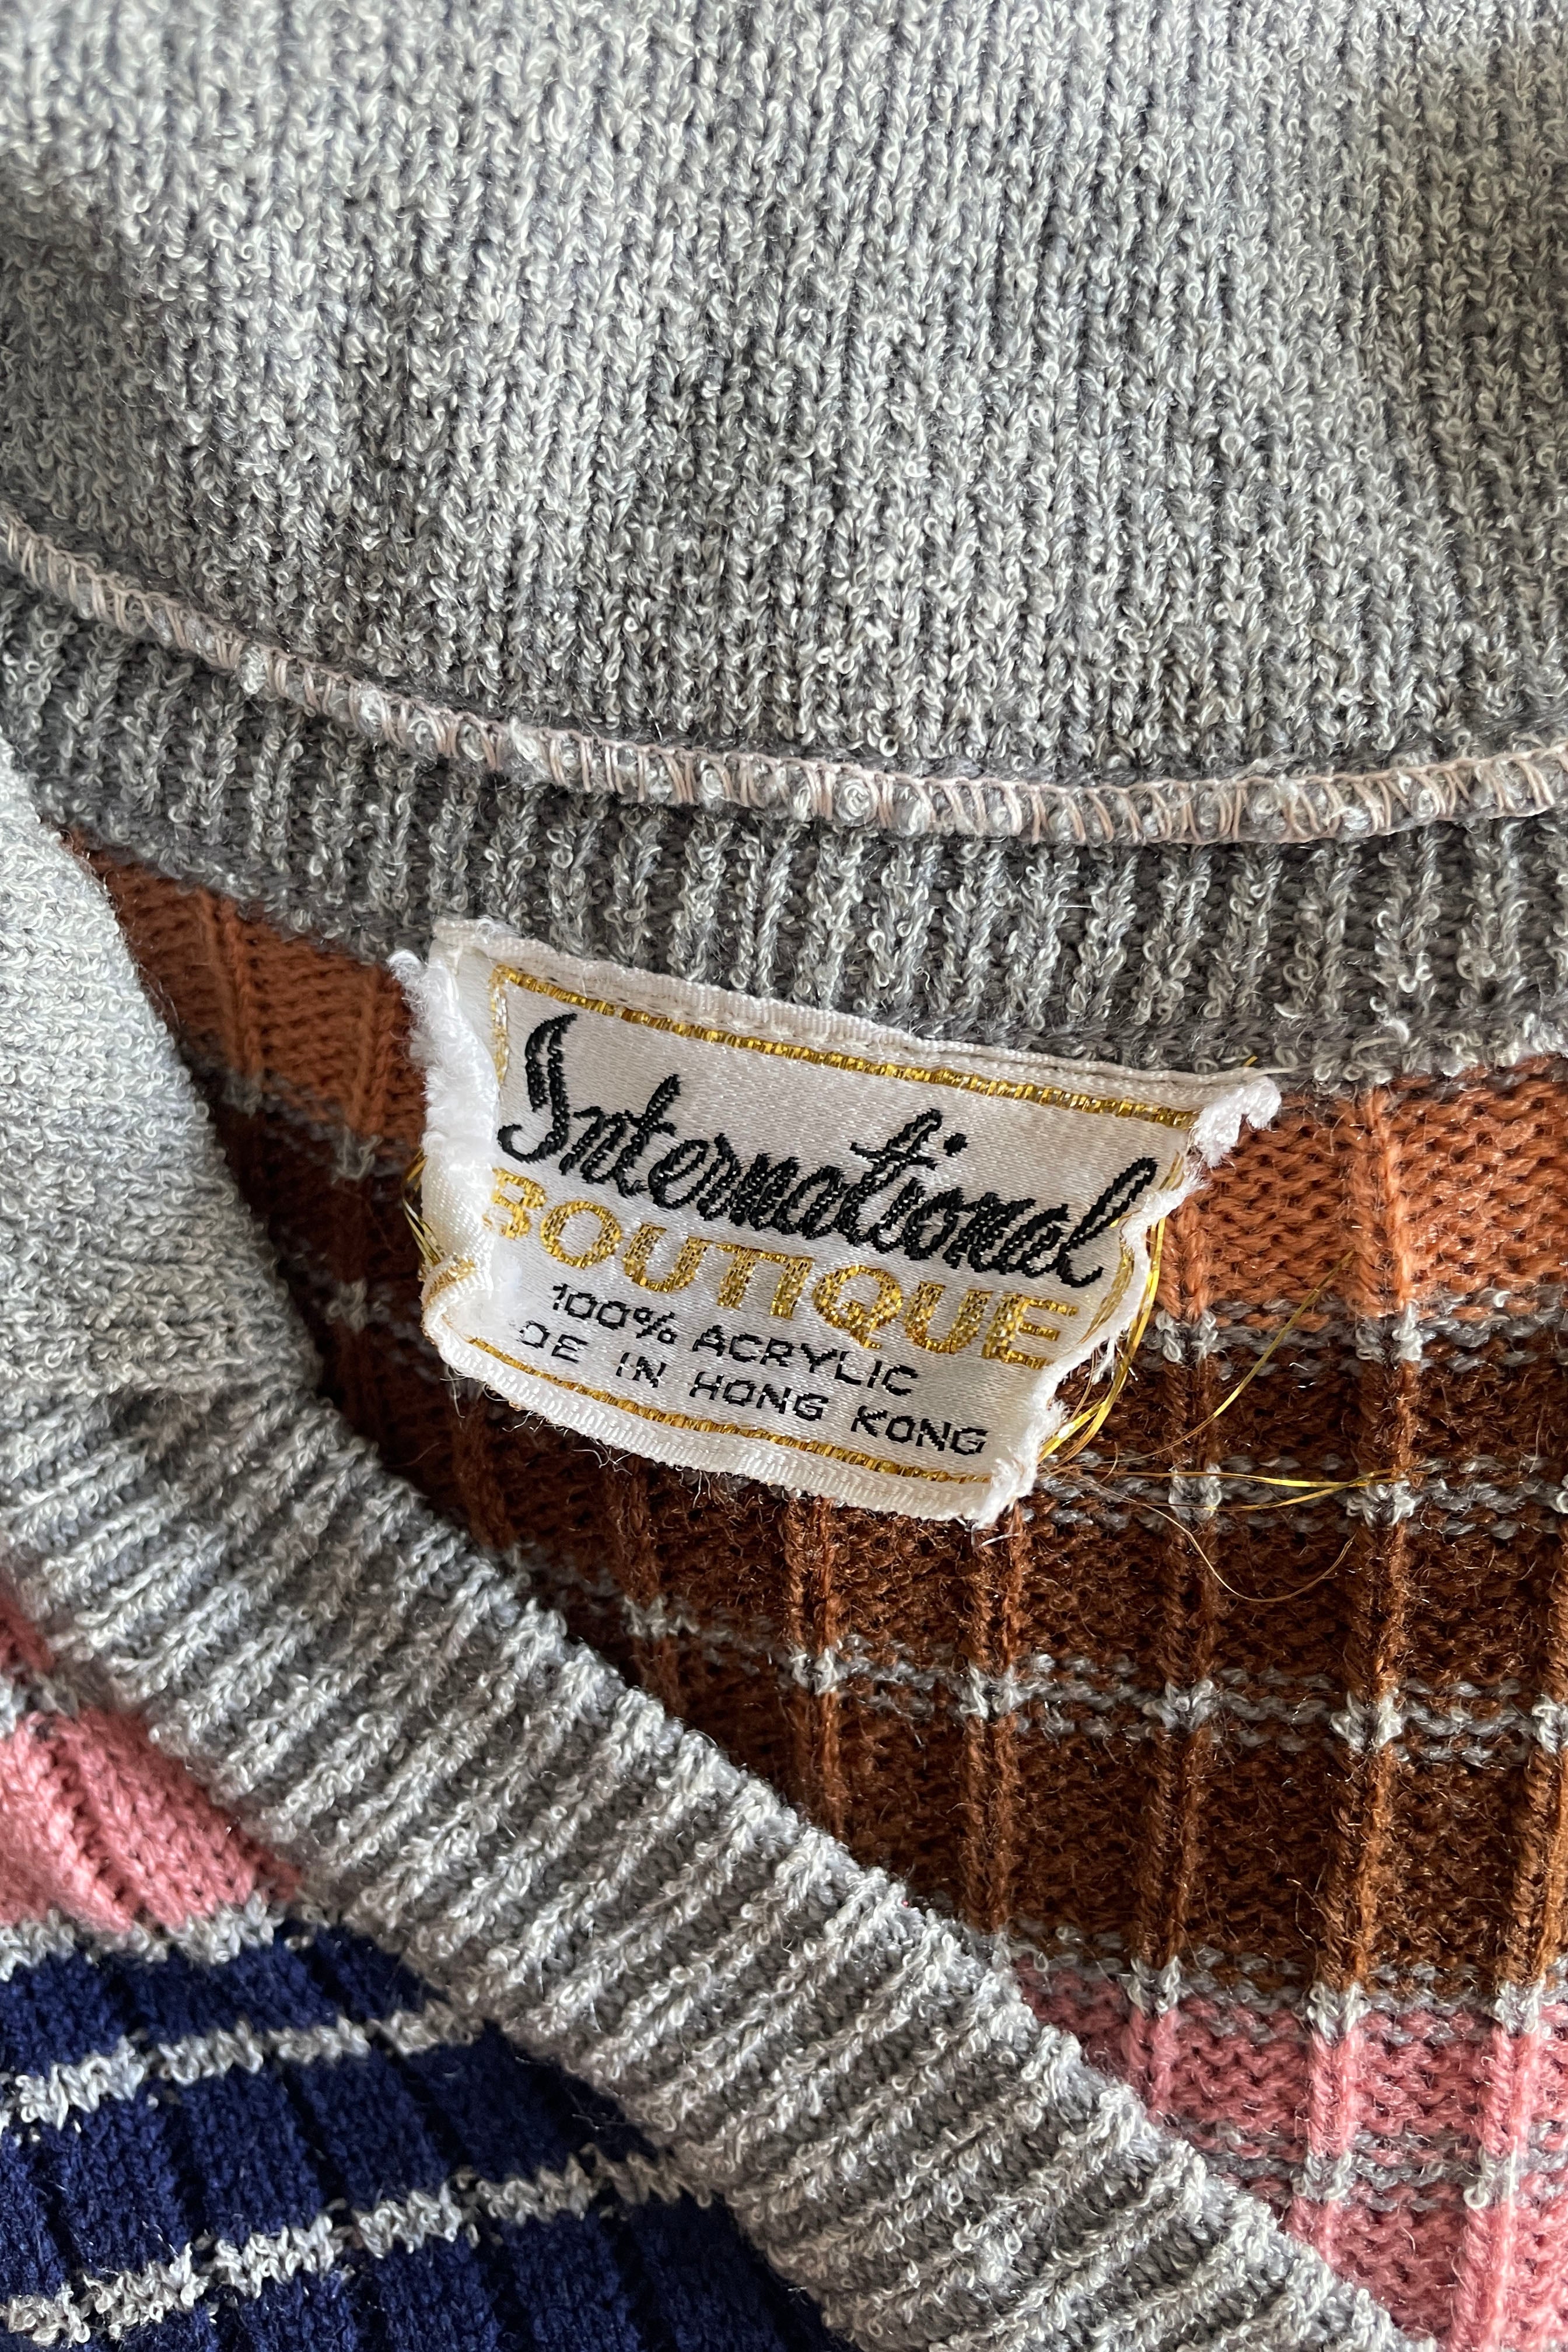 International
BOUTIQUE
100% ACRYLIC
DE IN HONG KONG